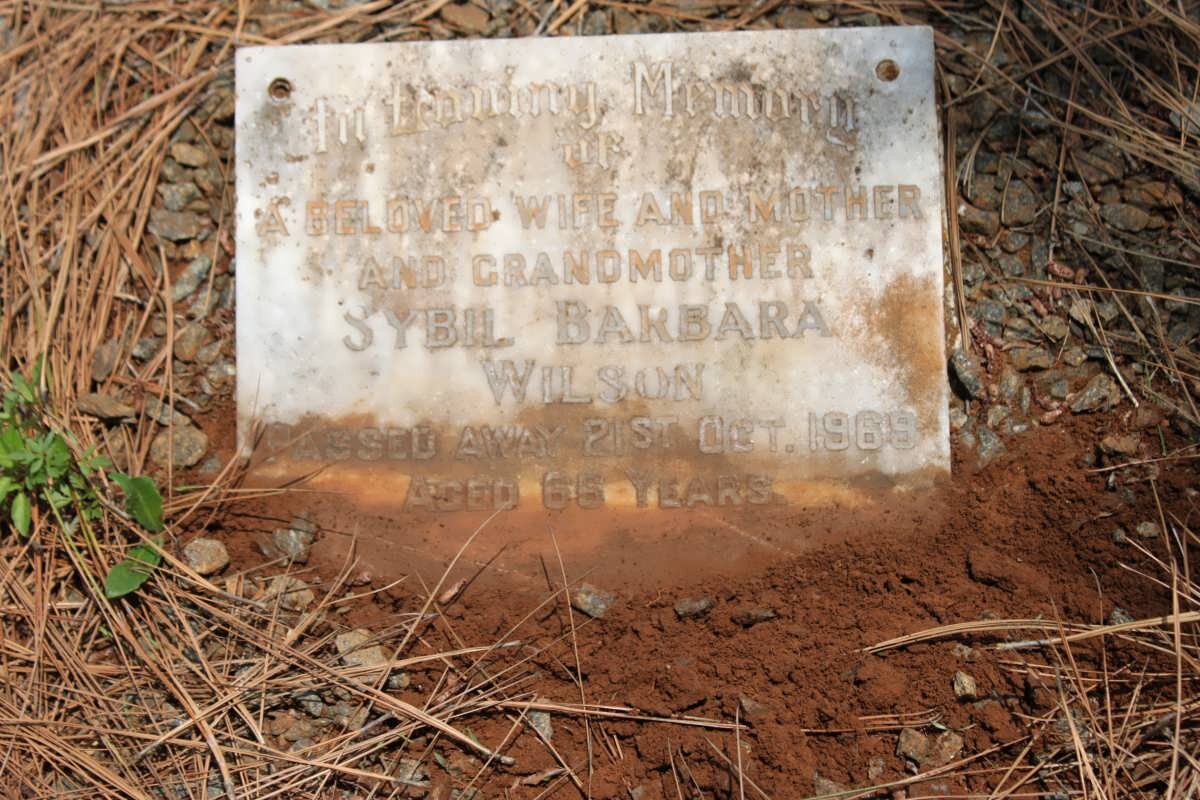 In Loving Memory
of
A BELOVED WIFE AND MOTHER
AND GRANDMOTHER
SYBIL BARBARA
WILSON
PASSED AWAY 21ST OCT. 1969
AGED 66 YEARS